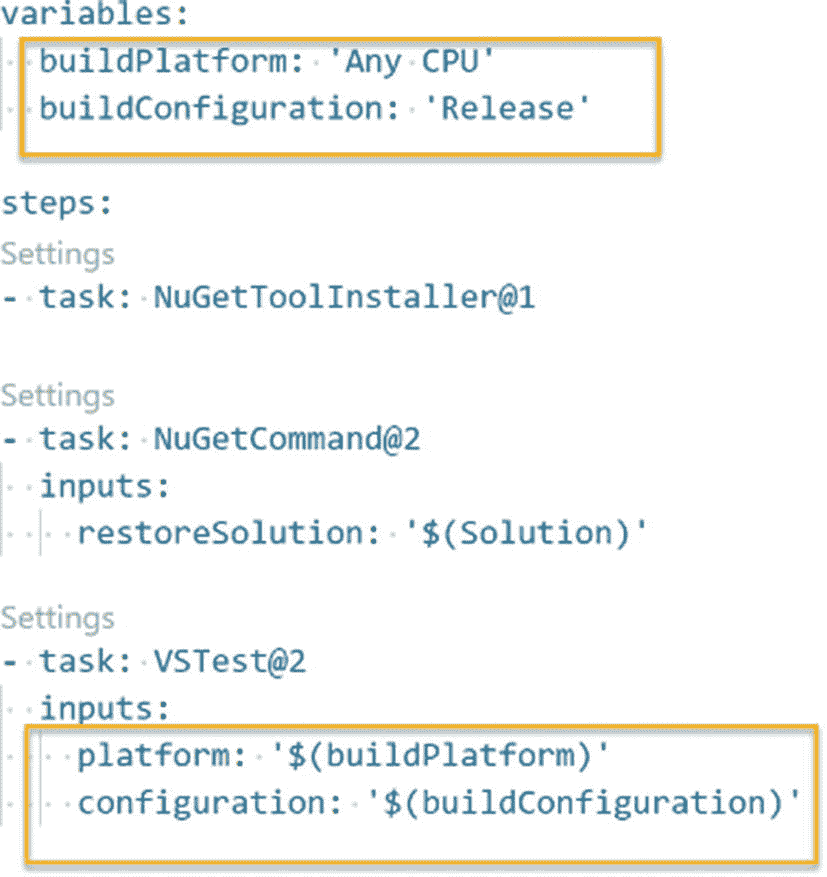 variables:
  buildPlatform: 'Any CPU'
  buildConfiguration: 'Release'
steps:
Settings
- task: NuGetToolInstaller@1
Settings
- task: NuGetCommand@2
  inputs:
    restoreSolution: '$(Solution)'
Settings
- task: VSTest@2
  inputs:
    platform: '$(buildPlatform)'
    configuration: '$(buildConfiguration)'